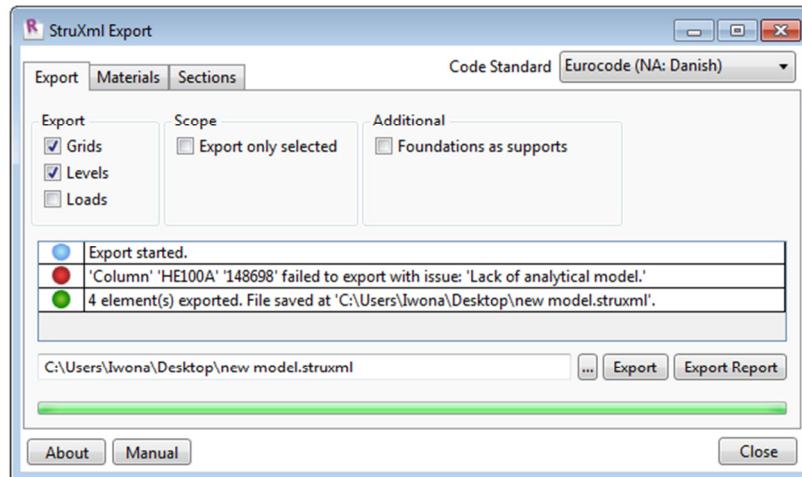 StruXml Export
Export Materials Sections
Code Standard Eurocode (NA: Danish)
Export Scope Additional
Grids Export only selected Foundations as supports
Levels
Loads
Export started.
'Column' 'HE100A' '148698' failed to export with issue: 'Lack of analytical model.'
4 element(s) exported. File saved at 'C:\Users\Iwona\Desktop\new model.struxml'.
C:\Users\Iwona\Desktop\new model.struxml ... Export Export Report
About Manual Close